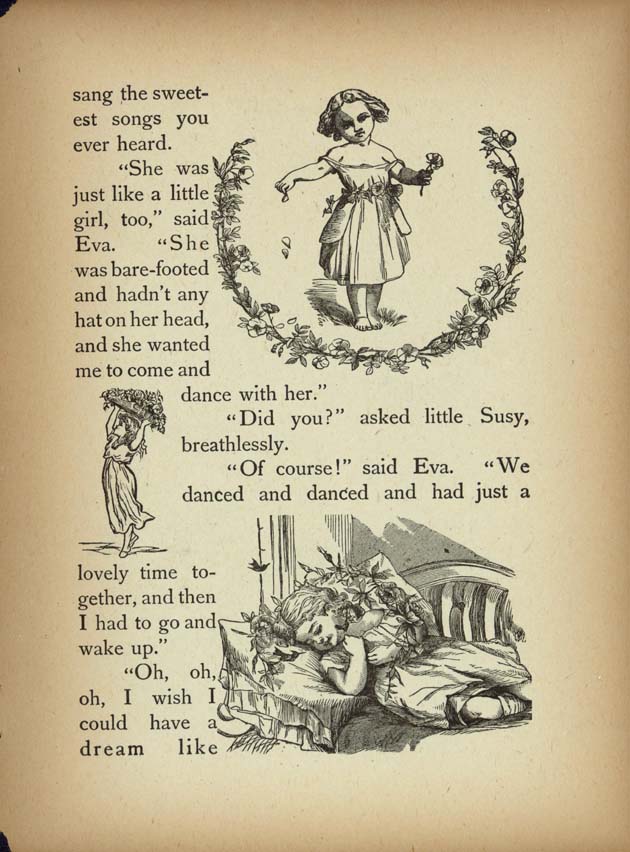 sang the sweet-
est songs you
ever heard.
“She was
just like a little
girl, too,” said
Eva. “She
was bare-footed
and hadn't any
hat on her head,
and she wanted
me to come and
dance with her.”
“Did you?” asked little Susy,
breathlessly.
“Of course!” said Eva. “We
danced and danced and had just a
lovely time to-
gether, and then
I had to go and
wake up.”
“Oh, oh,
oh, I wish I
could have a
dream like